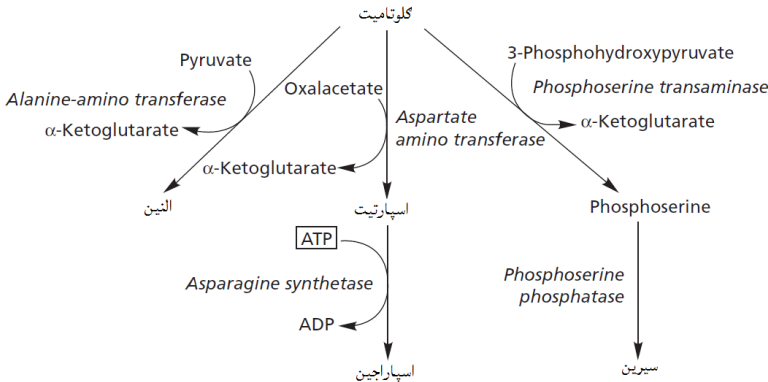 ګلوتامیت
3-Phosphohydroxypyruvate
Pyruvate
Oxalacetate
Phosphoserine transaminase
Alanine-amino transferase
Aspartate
amino transferase
α-Ketoglutarate
α-Ketoglutarate
α-Ketoglutarate
النین
اسپارتیت
Phosphoserine
ATP
Asparagine synthetase
Phosphoserine
phosphatase
ADP
اسپاراجین
سیرین